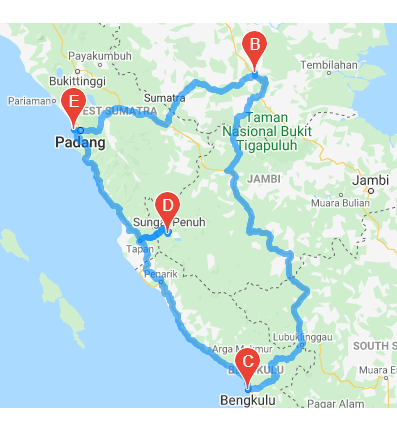 B
Payakumbuh
Tembilahan
Bukittinggi
Pariaman
E
Sumatra
WEST SUMATRA
Taman
Nasional Bukit
Tigapuluh
Padang
JAMBI
Jambi
Muara Bulian
D
Sungai Penuh
Tapan
Penarik
Lubuklinggau
Arga Makmur
SOUTH S
C
BENGKULU
Muara E
Bengkulu
Pagar Alam